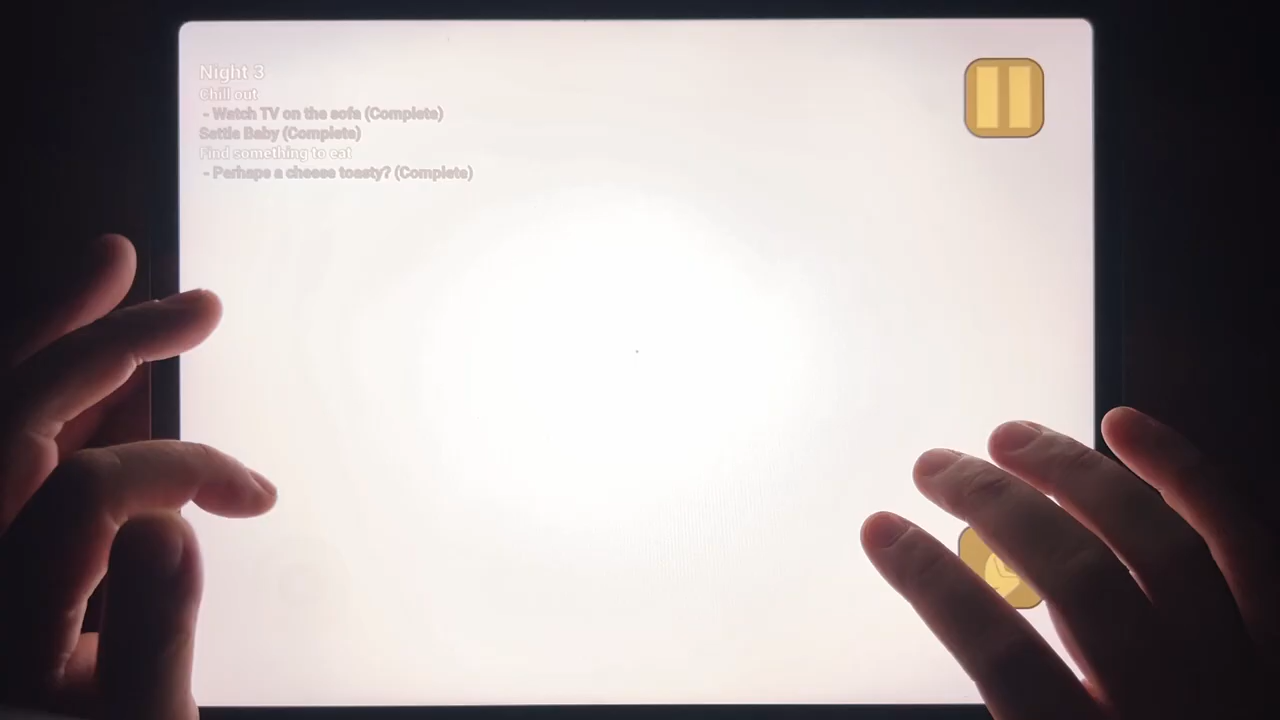 Night 3
Chill out
- Watch TV on the sofa (Complete)
Settle Baby (Complete)
Find something to eat
- Perhaps a cheese toasty? (Complete)